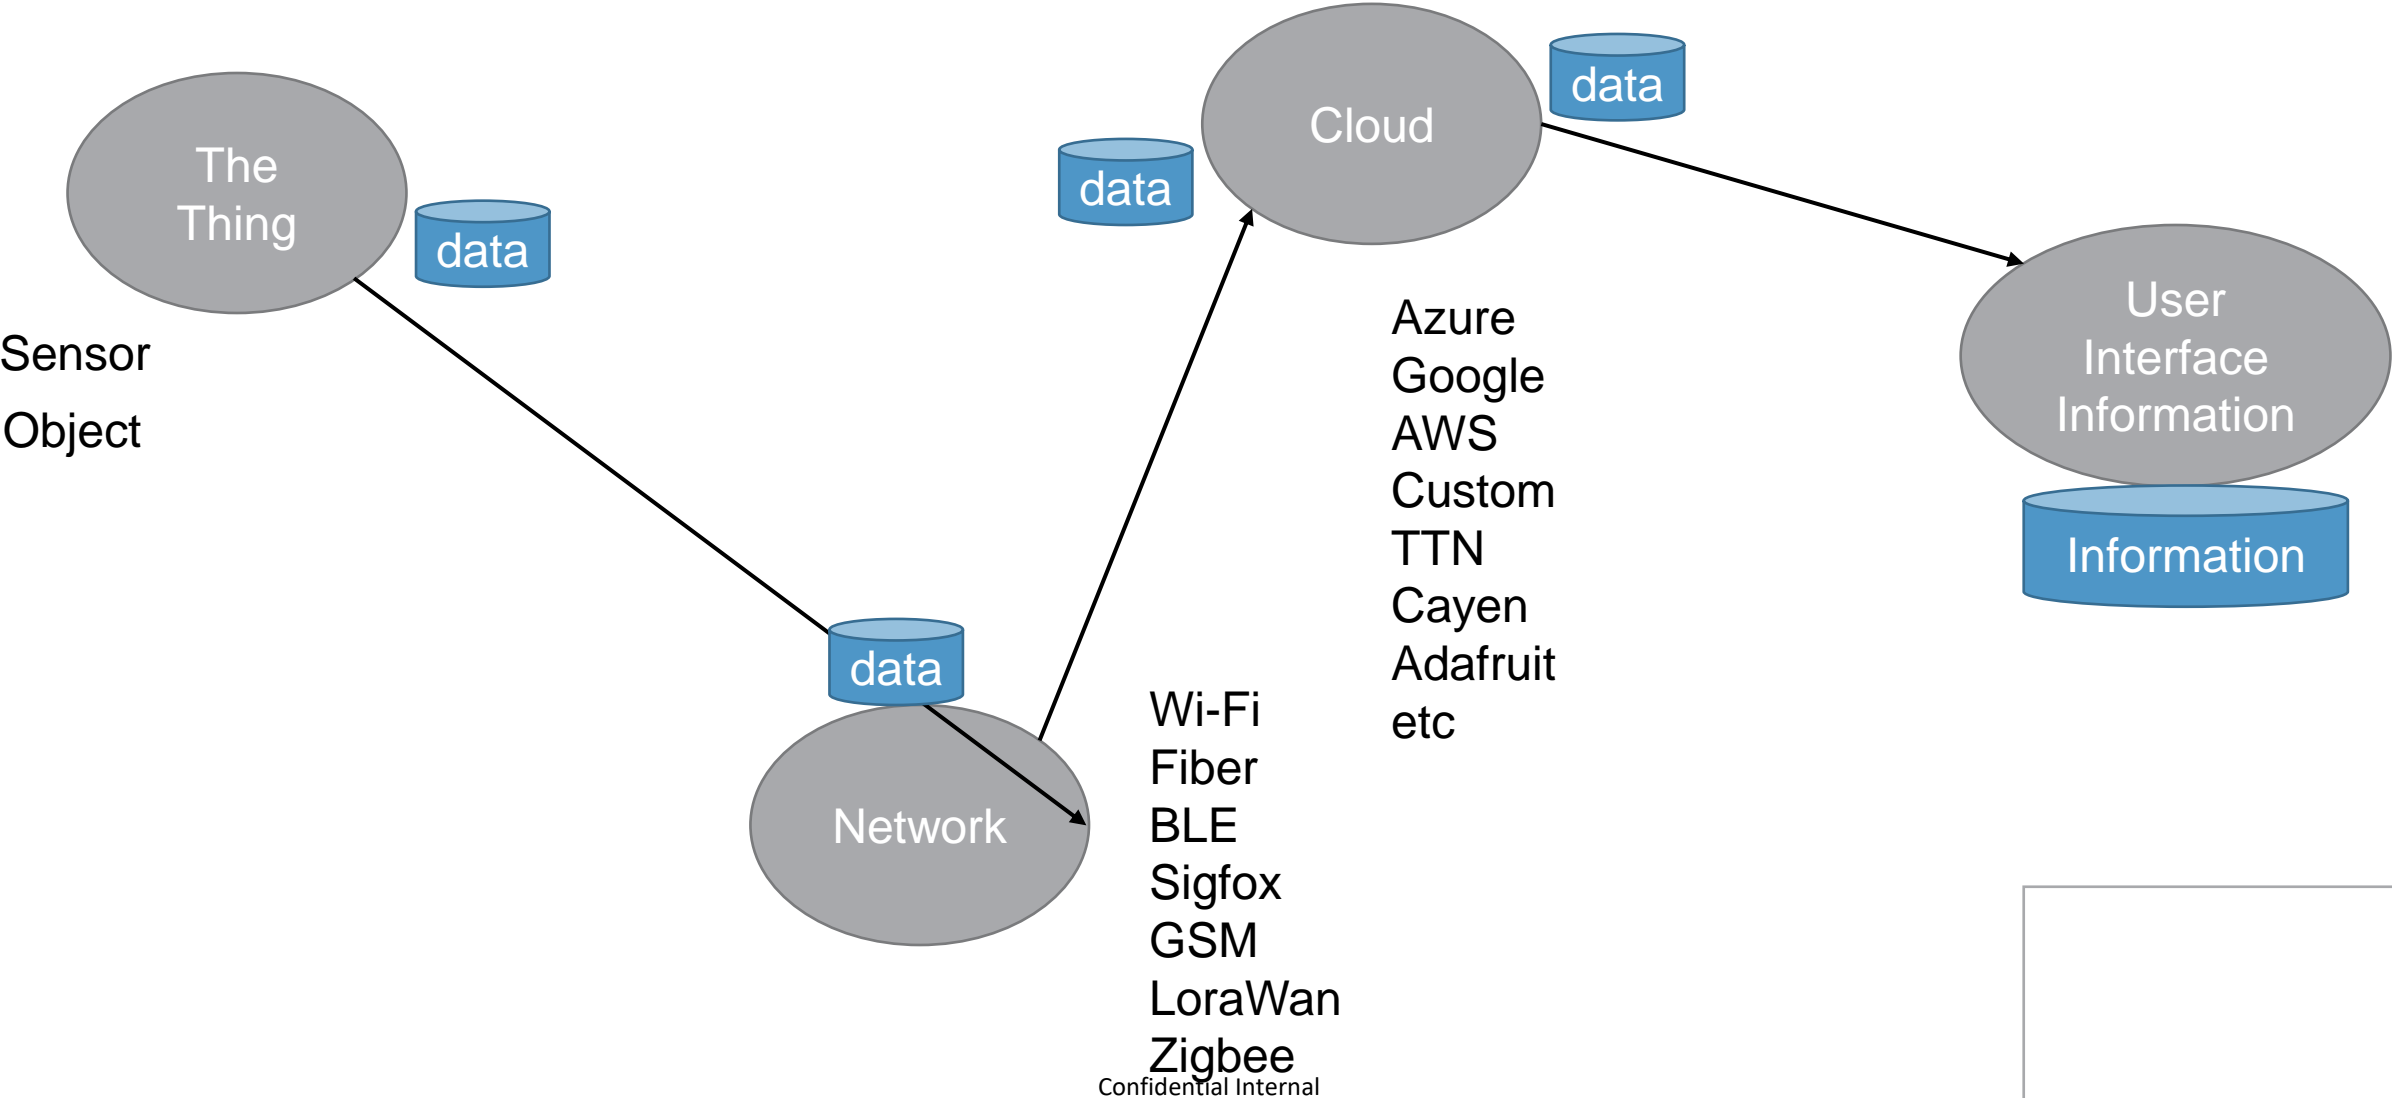 The
Thing
data
Sensor
Object
data
Network
Wi-Fi
Fiber
BLE
Sigfox
GSM
LoraWan
Zigbee
data
Cloud
data
Azure
Google
AWS
Custom
TTN
Cayen
Adafruit
etc
User
Interface
Information
Information
Confidential Internal